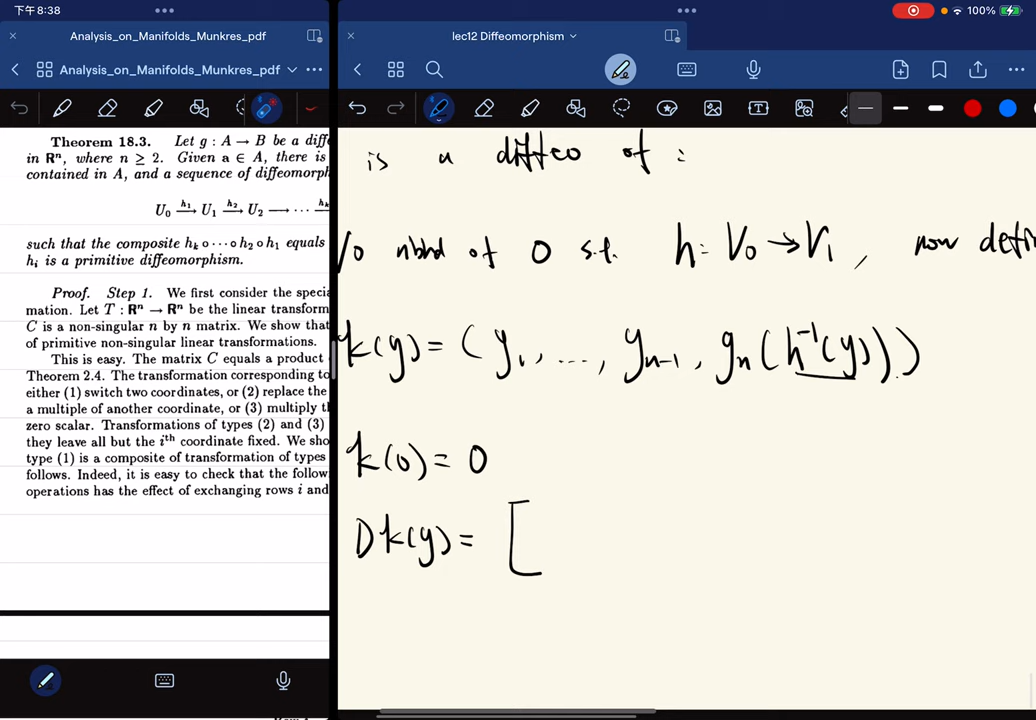 下午8:38
100%
Analysis_on_Manifolds_Munkres_pdf
lec12 Diffeomorphism
Analysis_on_Manifolds_Munkres_pdf
Theorem 18.3. Let g : A → B be a diffe
in Rⁿ, where n ≥ 2. Given a ∈ A, there is
contained in A, and a sequence of diffeomorph
U₀ →^{h₁} U₁ →^{h₂} U₂ ⟶ ⋯ →^{h_k}
such that the composite h_k ∘ ⋯ ∘ h₂ ∘ h₁ equals
h_i is a primitive diffeomorphism.
Proof. Step 1. We first consider the specia
mation. Let T : Rⁿ → Rⁿ be the linear transform
C is a non-singular n by n matrix. We show that
of primitive non-singular linear transformations.
This is easy. The matrix C equals a product
Theorem 2.4. The transformation corresponding to
either (1) switch two coordinates, or (2) replace the
a multiple of another coordinate, or (3) multiply th
zero scalar. Transformations of types (2) and (3)
they leave all but the iᵗʰ coordinate fixed. We sho
type (1) is a composite of transformation of types
follows. Indeed, it is easy to check that the follow
operations has the effect of exchanging rows i and
is a diffeo of :
V₀ nbhd of 0 s.t. h: V₀ → V₁, now defin
k(y) = (y₁, ..., y_{n-1}, g_n(h⁻¹(y)))
k(0) = 0
Dk(y) = [